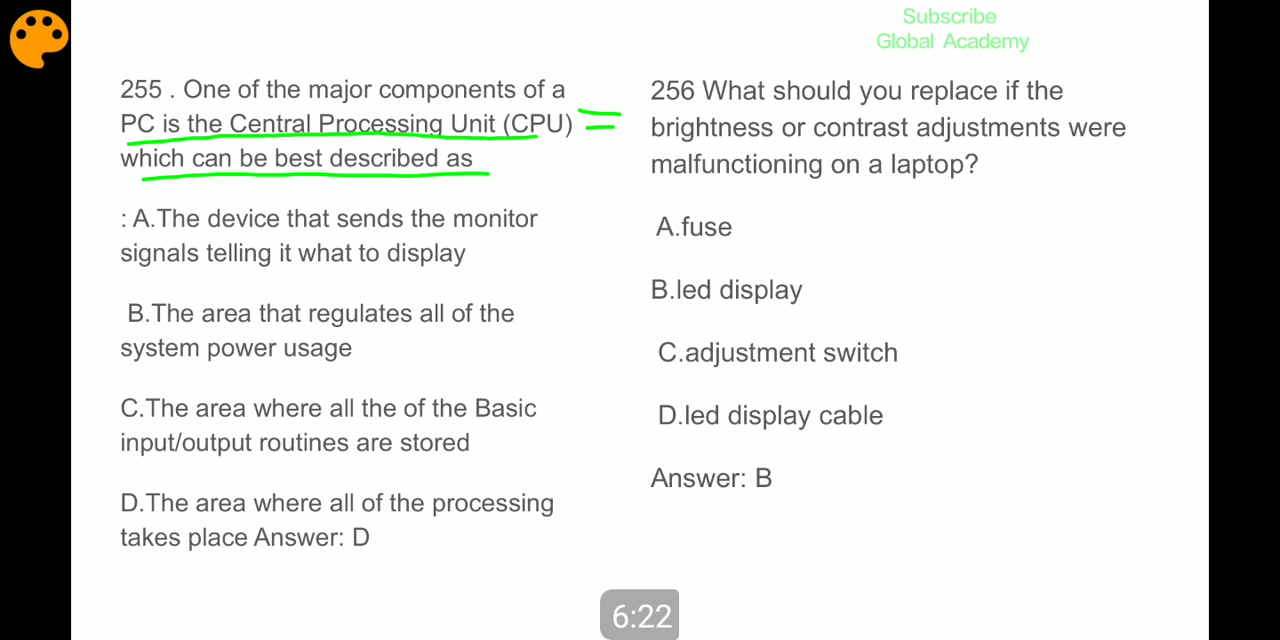 Subscribe
Global Academy
255 . One of the major components of a
PC is the Central Processing Unit (CPU)
which can be best described as
: A.The device that sends the monitor
signals telling it what to display
B.The area that regulates all of the
system power usage
C.The area where all the of the Basic
input/output routines are stored
D.The area where all of the processing
takes place Answer: D
256 What should you replace if the
brightness or contrast adjustments were
malfunctioning on a laptop?
A.fuse
B.led display
C.adjustment switch
D.led display cable
Answer: B
6:22